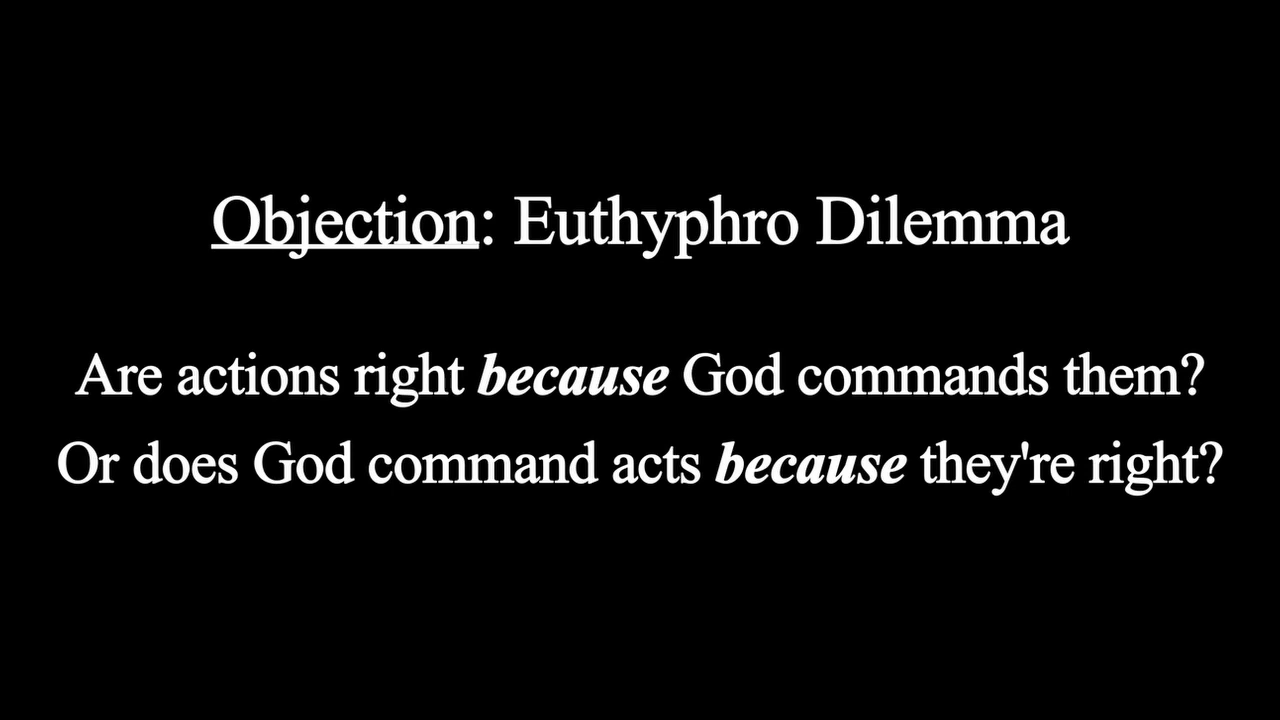 Objection: Euthyphro Dilemma
Are actions right because God commands them?
Or does God command acts because they're right?